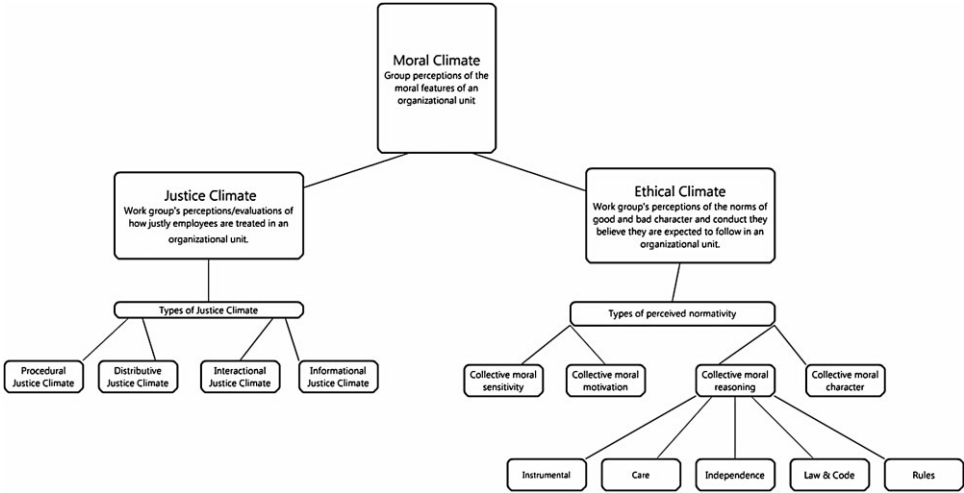 Moral Climate
Group perceptions of the
moral features of an
organizational unit
Justice Climate
Work group's perceptions/evaluations of
how justly employees are treated in an
organizational unit.
Ethical Climate
Work group's perceptions of the norms of
good and bad character and conduct they
believe they are expected to follow in an
organizational unit.
Types of Justice Climate
Types of perceived normativity
Procedural
Justice Climate
Distributive
Justice Climate
Interactional
Justice Climate
Informational
Justice Climate
Collective moral
sensitivity
Collective moral
motivation
Collective moral
reasoning
Collective moral
character
Instrumental
Care
Independence
Law & Code
Rules